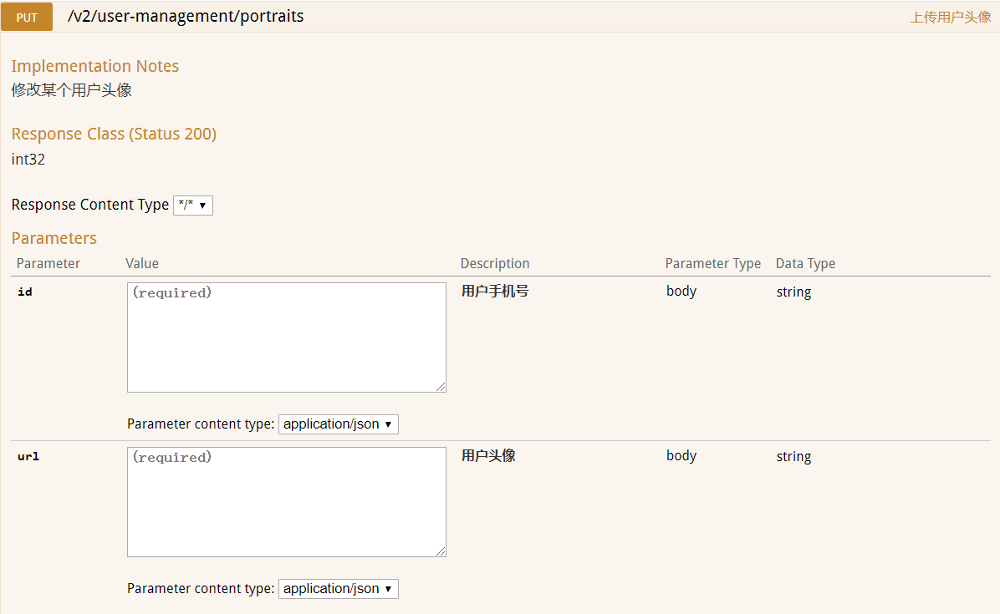 PUT /v2/user-management/portraits 上传用户头像
Implementation Notes
修改某个用户头像
Response Class (Status 200)
int32
Response Content Type */* ▼
Parameters
Parameter Value Description Parameter Type Data Type
id (required) 用户手机号 body string
Parameter content type: application/json ▼
url (required) 用户头像 body string
Parameter content type: application/json ▼